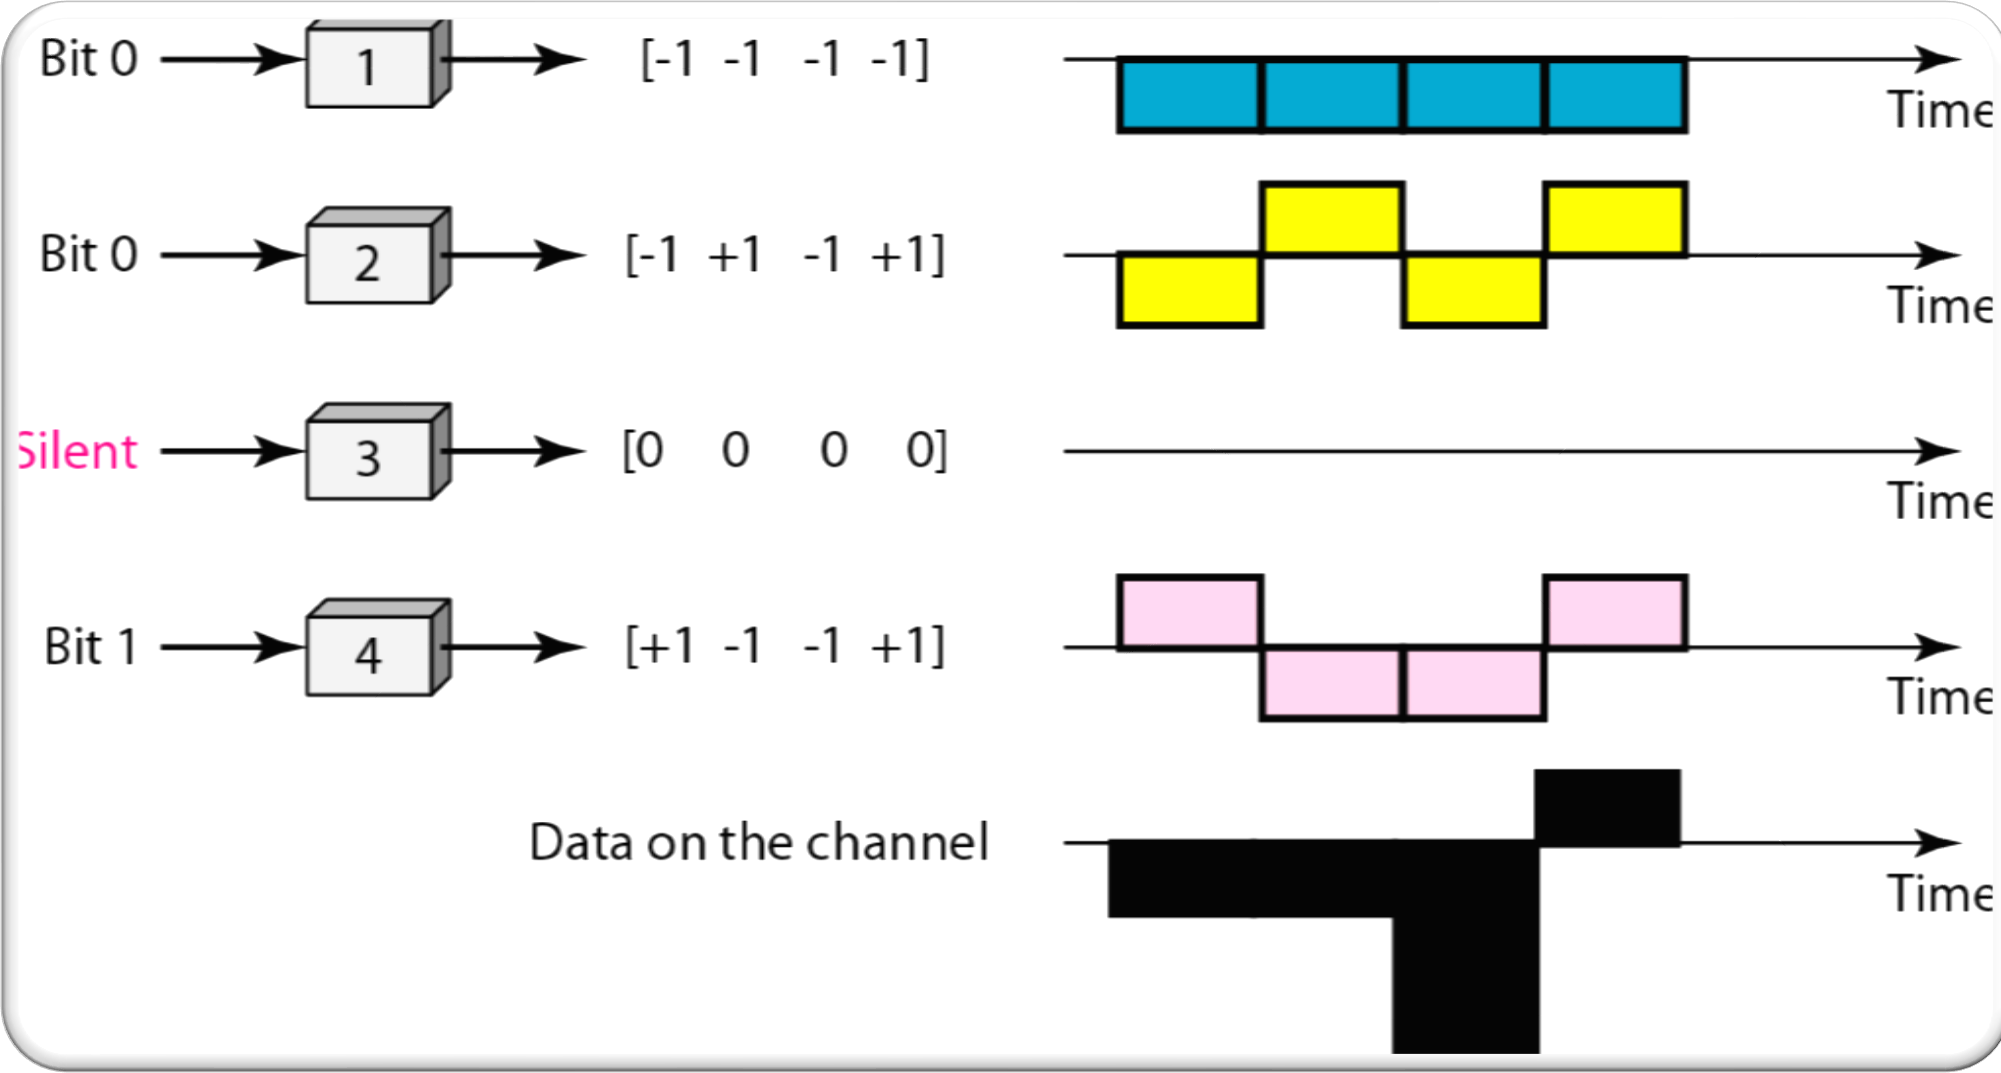 Bit 0 1 [-1 -1 -1 -1]
Time
Bit 0 2 [-1 +1 -1 +1]
Time
Silent 3 [0 0 0 0]
Time
Bit 1 4 [+1 -1 -1 +1]
Time
Data on the channel
Time